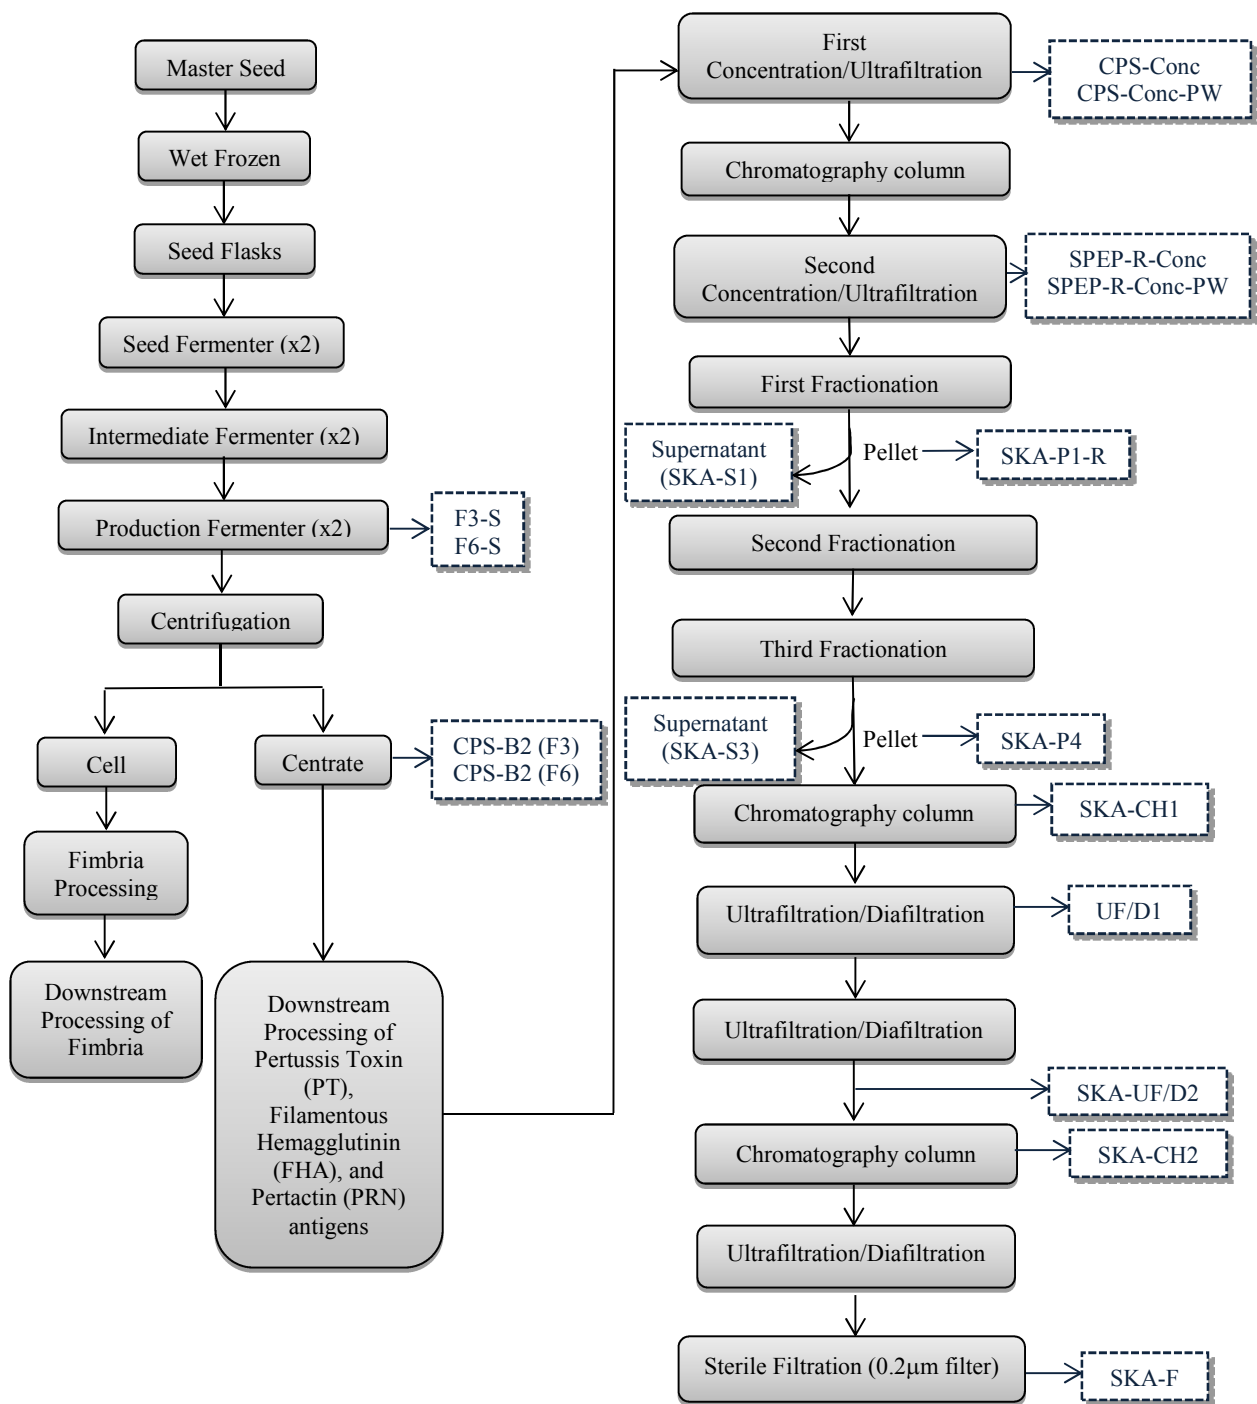 Master Seed
Wet Frozen
Seed Flasks
Seed Fermenter (x2)
Intermediate Fermenter (x2)
Production Fermenter (x2)
F3-S
F6-S
Centrifugation
Cell
Centrate
CPS-B2 (F3)
CPS-B2 (F6)
Fimbria
Processing
Downstream
Processing of
Fimbria
Downstream
Processing of
Pertussis Toxin
(PT),
Filamentous
Hemagglutinin
(FHA), and
Pertactin (PRN)
antigens
First
Concentration/Ultrafiltration
CPS-Conc
CPS-Conc-PW
Chromatography column
Second
Concentration/Ultrafiltration
SPEP-R-Conc
SPEP-R-Conc-PW
First Fractionation
Supernatant
(SKA-S1)
Pellet
SKA-P1-R
Second Fractionation
Third Fractionation
Supernatant
(SKA-S3)
Pellet
SKA-P4
Chromatography column
SKA-CH1
Ultrafiltration/Diafiltration
UF/D1
Ultrafiltration/Diafiltration
SKA-UF/D2
Chromatography column
SKA-CH2
Ultrafiltration/Diafiltration
Sterile Filtration (0.2μm filter)
SKA-F